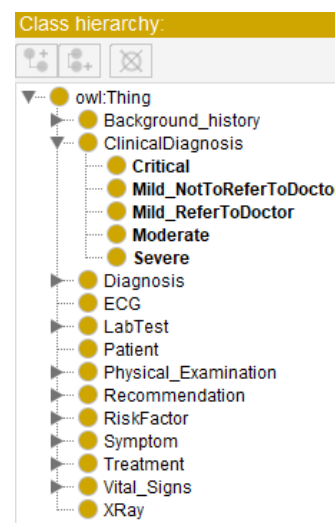 Class hierarchy:
owl:Thing
Background_history
ClinicalDiagnosis
Critical
Mild_NotToReferToDocto
Mild_ReferToDoctor
Moderate
Severe
Diagnosis
ECG
LabTest
Patient
Physical_Examination
Recommendation
RiskFactor
Symptom
Treatment
Vital_Signs
XRay